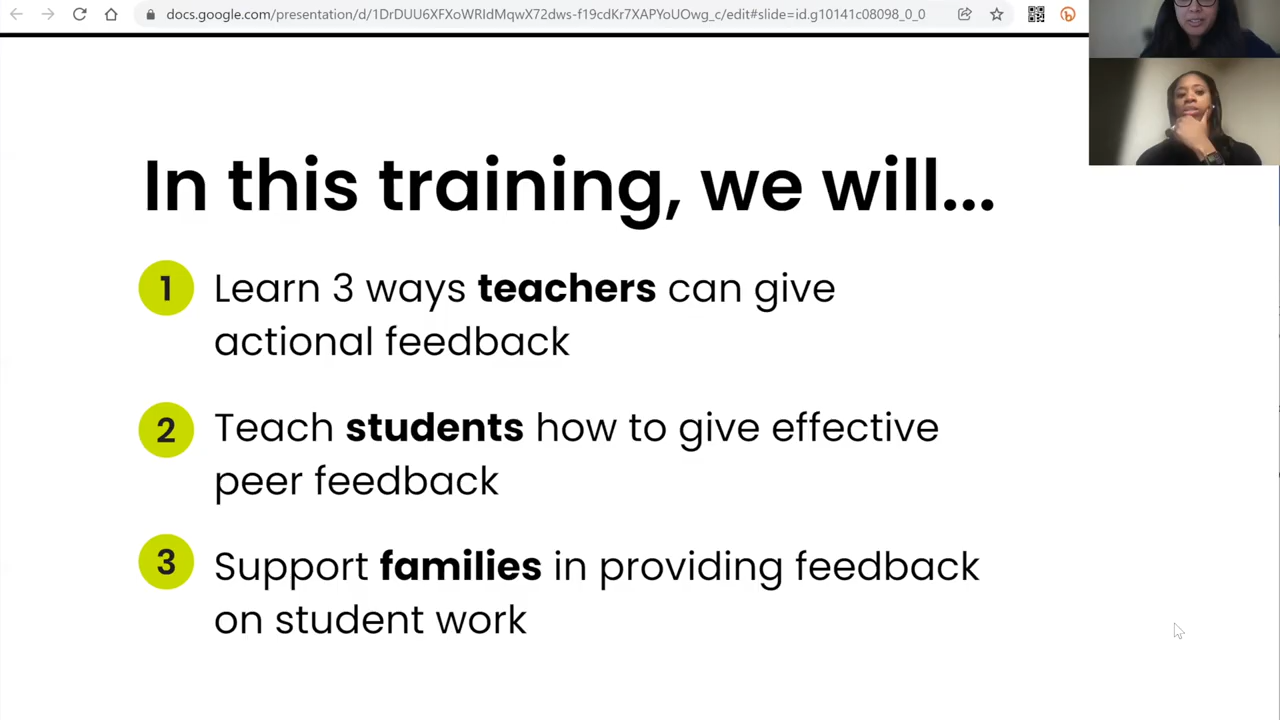 docs.google.com/presentation/d/1DrDUU6XFXoWRIdMqwX72dws-f19cdKr7XAPYoUOwg_c/edit#slide=id.g10141c08098_0_0
In this training, we will...
1 Learn 3 ways teachers can give
actional feedback
2 Teach students how to give effective
peer feedback
3 Support families in providing feedback
on student work